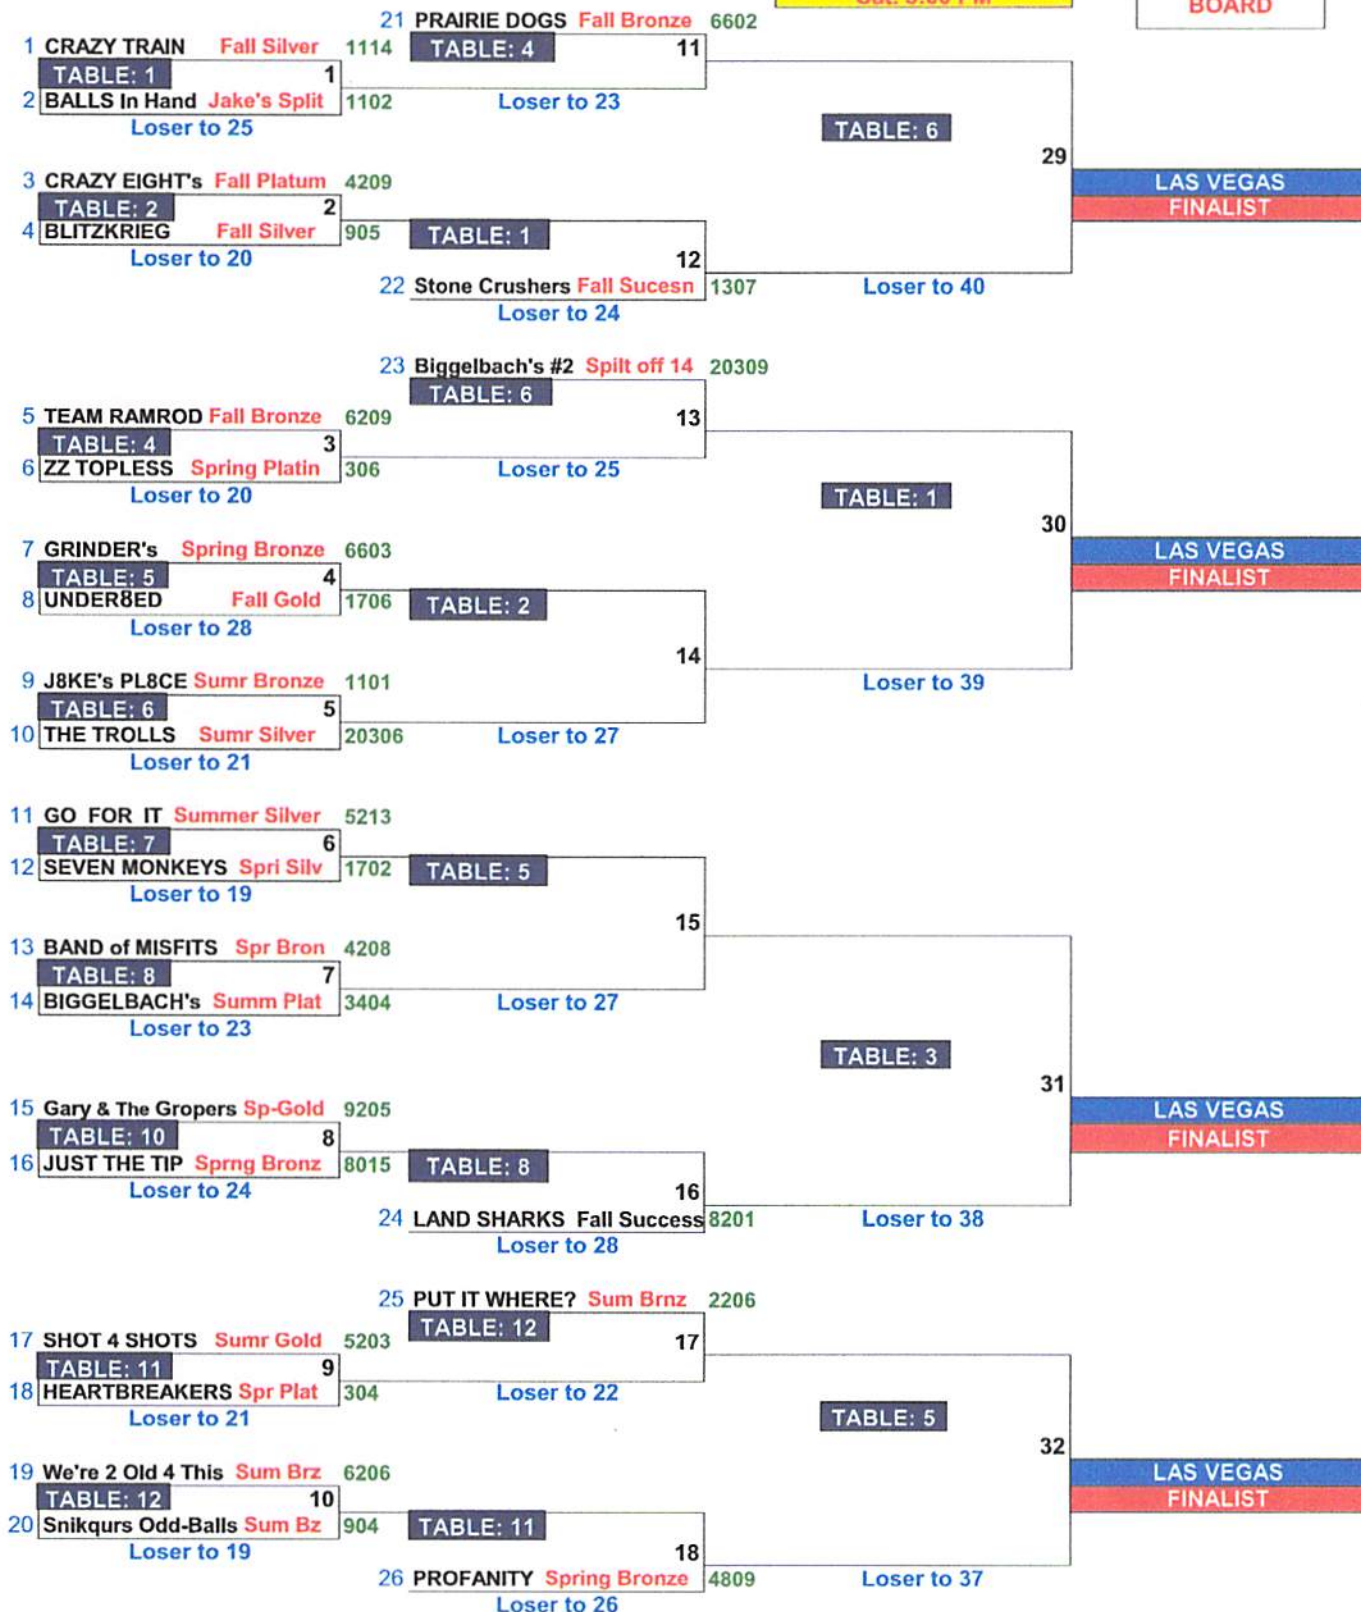 21 PRAIRIE DOGS Fall Bronze 6602
BOARD
1 CRAZY TRAIN Fall Silver 1114
TABLE: 4 11
TABLE: 1 1
2 BALLS In Hand Jake's Split 1102
Loser to 23
Loser to 25
TABLE: 6
29
3 CRAZY EIGHT's Fall Platum 4209
LAS VEGAS
TABLE: 2 2
FINALIST
4 BLITZKRIEG Fall Silver 905
TABLE: 1
Loser to 20
12
22 Stone Crushers Fall Sucesn 1307
Loser to 40
Loser to 24
23 Biggelbach's #2 Spilt off 14 20309
TABLE: 6
5 TEAM RAMROD Fall Bronze 6209
13
TABLE: 4 3
6 ZZ TOPLESS Spring Platin 306
Loser to 25
Loser to 20
TABLE: 1
30
7 GRINDER's Spring Bronze 6603
LAS VEGAS
TABLE: 5 4
FINALIST
8 UNDER8ED Fall Gold 1706
TABLE: 2
Loser to 28
14
9 J8KE's PL8CE Sumr Bronze 1101
Loser to 39
TABLE: 6 5
10 THE TROLLS Sumr Silver 20306
Loser to 27
Loser to 21
11 GO FOR IT Summer Silver 5213
TABLE: 7 6
12 SEVEN MONKEYS Spri Silv 1702
TABLE: 5
Loser to 19
15
13 BAND of MISFITS Spr Bron 4208
TABLE: 8 7
14 BIGGELBACH's Summ Plat 3404
Loser to 27
Loser to 23
TABLE: 3
31
15 Gary & The Gropers Sp-Gold 9205
LAS VEGAS
TABLE: 10 8
FINALIST
16 JUST THE TIP Sprng Bronz 8015
TABLE: 8
Loser to 24
16
24 LAND SHARKS Fall Success 8201
Loser to 38
Loser to 28
25 PUT IT WHERE? Sum Brnz 2206
TABLE: 12
17 SHOT 4 SHOTS Sumr Gold 5203
17
TABLE: 11 9
18 HEARTBREAKERS Spr Plat 304
Loser to 22
Loser to 21
TABLE: 5
32
19 We're 2 Old 4 This Sum Brz 6206
LAS VEGAS
TABLE: 12 10
FINALIST
20 Snikqurs Odd-Balls Sum Bz 904
TABLE: 11
Loser to 19
18
26 PROFANITY Spring Bronze 4809
Loser to 37
Loser to 26